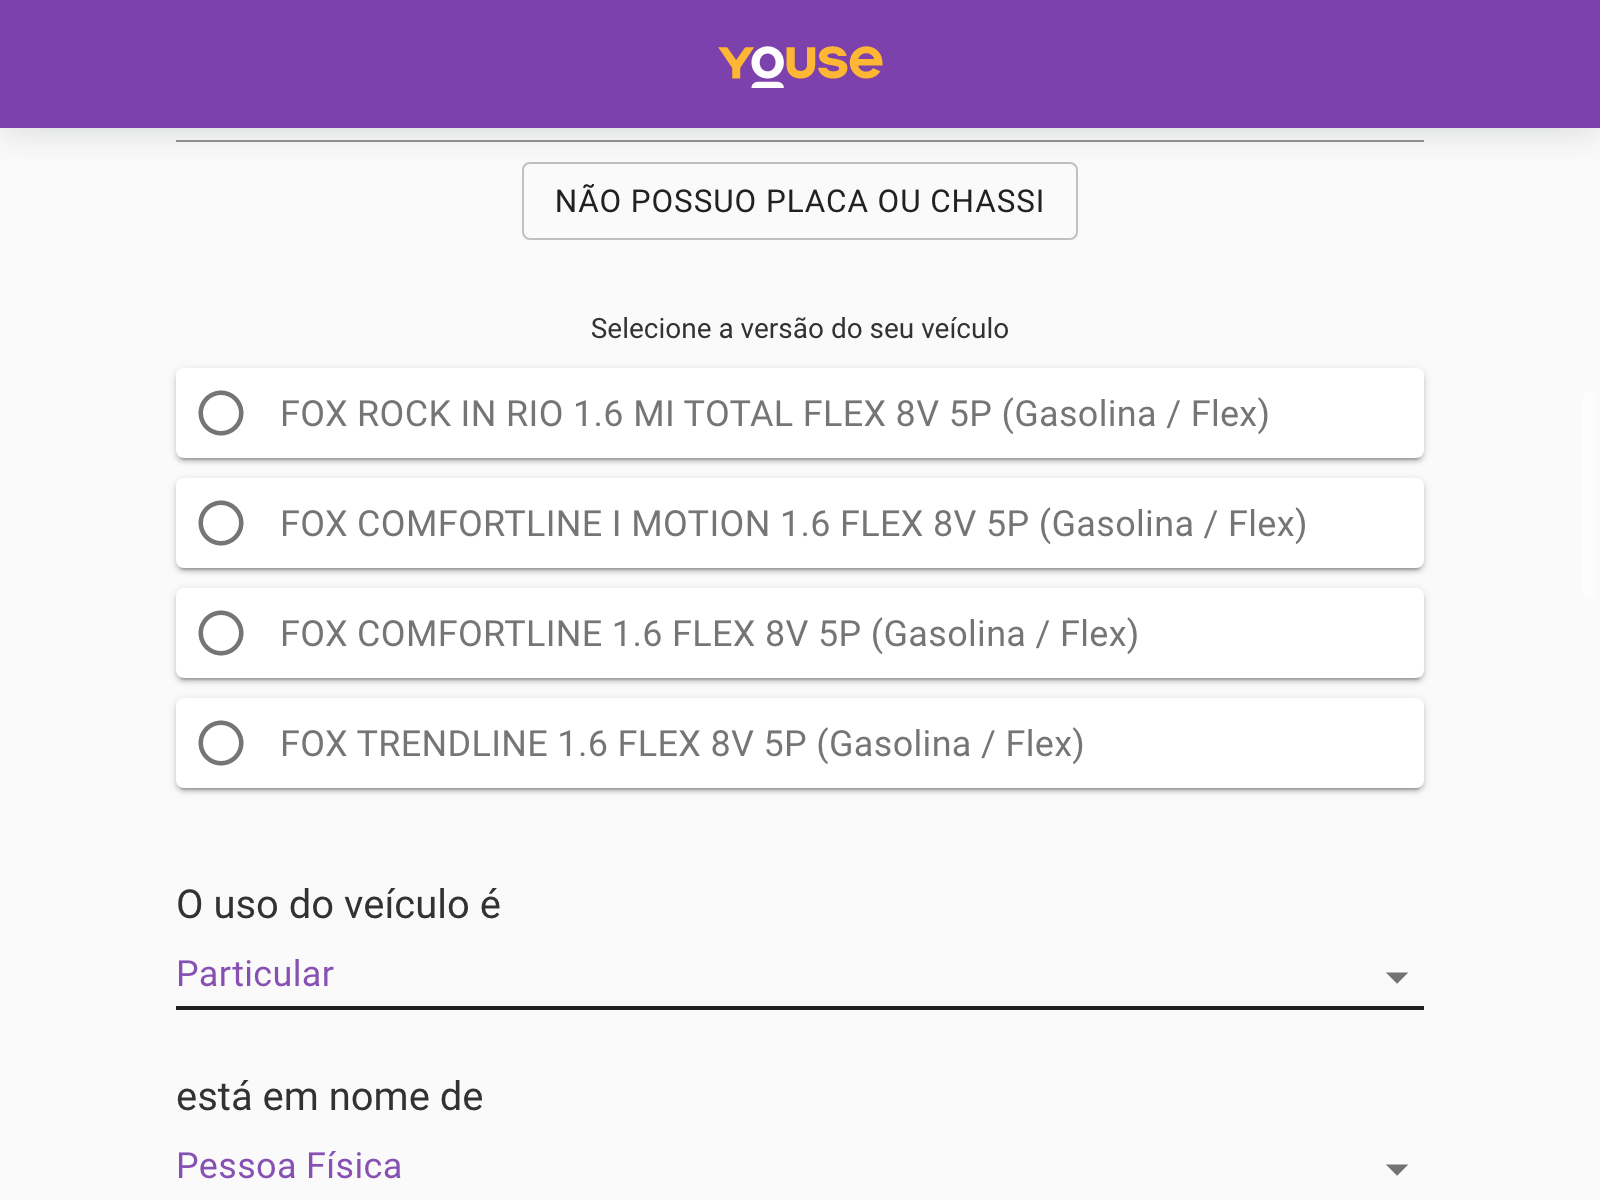 YOUSE
NÃO POSSUO PLACA OU CHASSI
Selecione a versão do seu veículo
FOX ROCK IN RIO 1.6 MI TOTAL FLEX 8V 5P (Gasolina / Flex)
FOX COMFORTLINE I MOTION 1.6 FLEX 8V 5P (Gasolina / Flex)
FOX COMFORTLINE 1.6 FLEX 8V 5P (Gasolina / Flex)
FOX TRENDLINE 1.6 FLEX 8V 5P (Gasolina / Flex)
O uso do veículo é
Particular
está em nome de
Pessoa Física